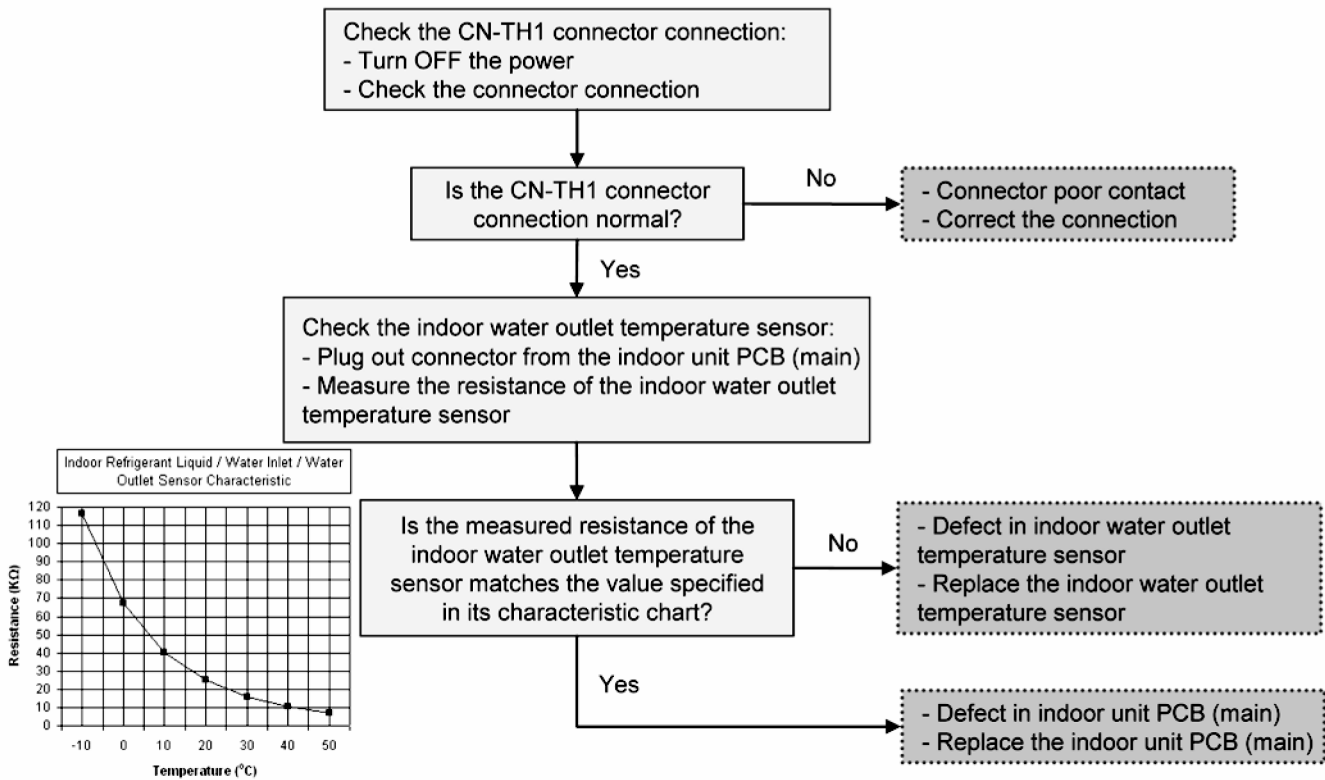 Check the CN-TH1 connector connection:
- Turn OFF the power
- Check the connector connection
Is the CN-TH1 connector
connection normal?
No
- Connector poor contact
- Correct the connection
Yes
Check the indoor water outlet temperature sensor:
- Plug out connector from the indoor unit PCB (main)
- Measure the resistance of the indoor water outlet
temperature sensor
Indoor Refrigerant Liquid / Water Inlet / Water
Outlet Sensor Characteristic
Resistance (KΩ)
120
110
100
90
80
70
60
50
40
30
20
10
0
-10 0 10 20 30 40 50
Temperature (°C)
Is the measured resistance of the
indoor water outlet temperature
sensor matches the value specified
in its characteristic chart?
No
- Defect in indoor water outlet
temperature sensor
- Replace the indoor water outlet
temperature sensor
Yes
- Defect in indoor unit PCB (main)
- Replace the indoor unit PCB (main)